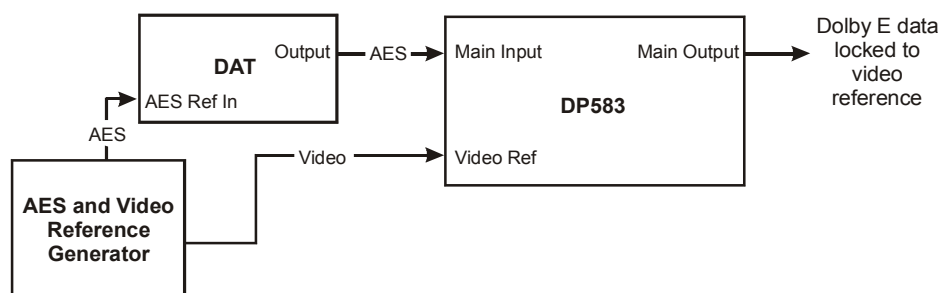 Output
DAT
AES Ref In
AES
Main Input
Main Output
DP583
Video Ref
Dolby E data
locked to
video
reference
AES
Video
AES and Video
Reference
Generator